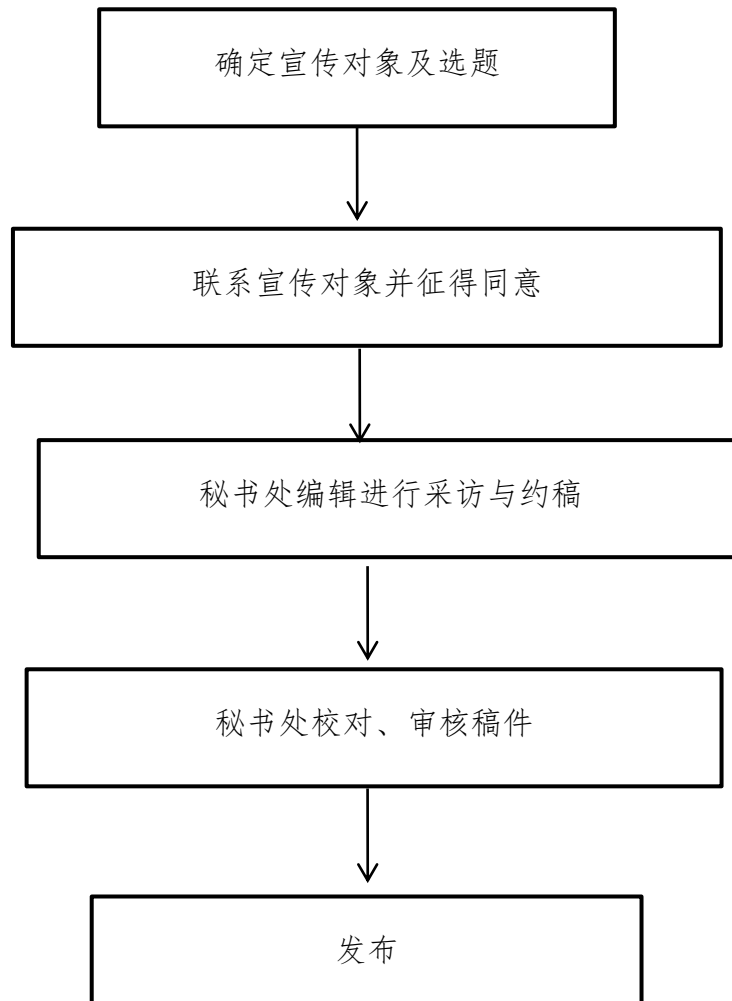 确定宣传对象及选题
联系宣传对象并征得同意
秘书处编辑进行采访与约稿
秘书处校对、审核稿件
发布